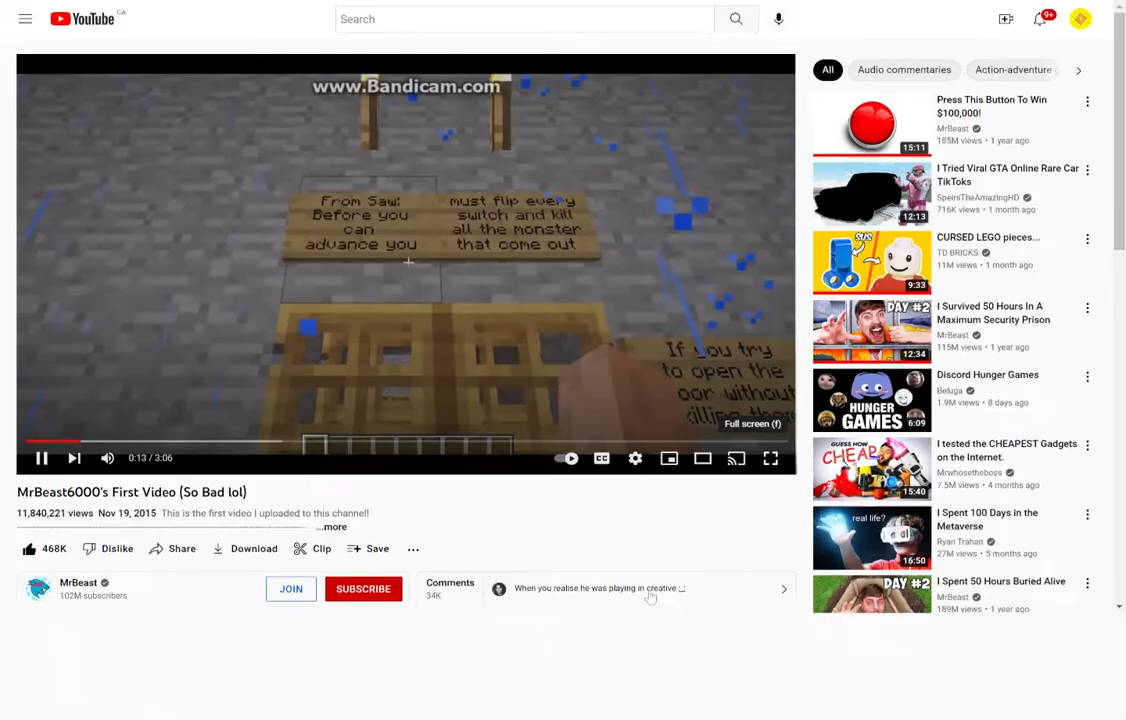 YouTube CA
Search
9+
www.Bandicam.com
From Saw:
Before you
can
advance you
must flip every
switch and kill
all the monster
that come out
If you try
to open the
oor without
killing them
Full screen (f)
0:13 / 3:06
CC
MrBeast6000's First Video (So Bad lol)
11,840,221 views Nov 19, 2015 This is the first video I uploaded to this channel!
...more
468K Dislike Share Download Clip Save
MrBeast
102M subscribers
JOIN
SUBSCRIBE
Comments
34K
When you realise he was playing in creative
All
Audio commentaries
Action-adventure g
Press This Button To Win
$100,000!
MrBeast
185M views • 1 year ago
15:11
I Tried Viral GTA Online Rare Car
TikToks
SpeirsTheAmazingHD
716K views • 1 month ago
12:13
CURSED LEGO pieces...
TD BRICKS
11M views • 1 month ago
SUS
9:33
I Survived 50 Hours In A
Maximum Security Prison
MrBeast
115M views • 1 year ago
DAY #2
12:34
Discord Hunger Games
Beluga
1.9M views • 8 days ago
HUNGER
GAMES
6:09
I tested the CHEAPEST Gadgets
on the Internet.
Mrwhosetheboss
7.5M views • 4 months ago
GUESS HOW
CHEAP
15:40
I Spent 100 Days in the
Metaverse
Ryan Trahan
27M views • 5 months ago
real life?
16:50
I Spent 50 Hours Buried Alive
MrBeast
189M views • 1 year ago
DAY #2